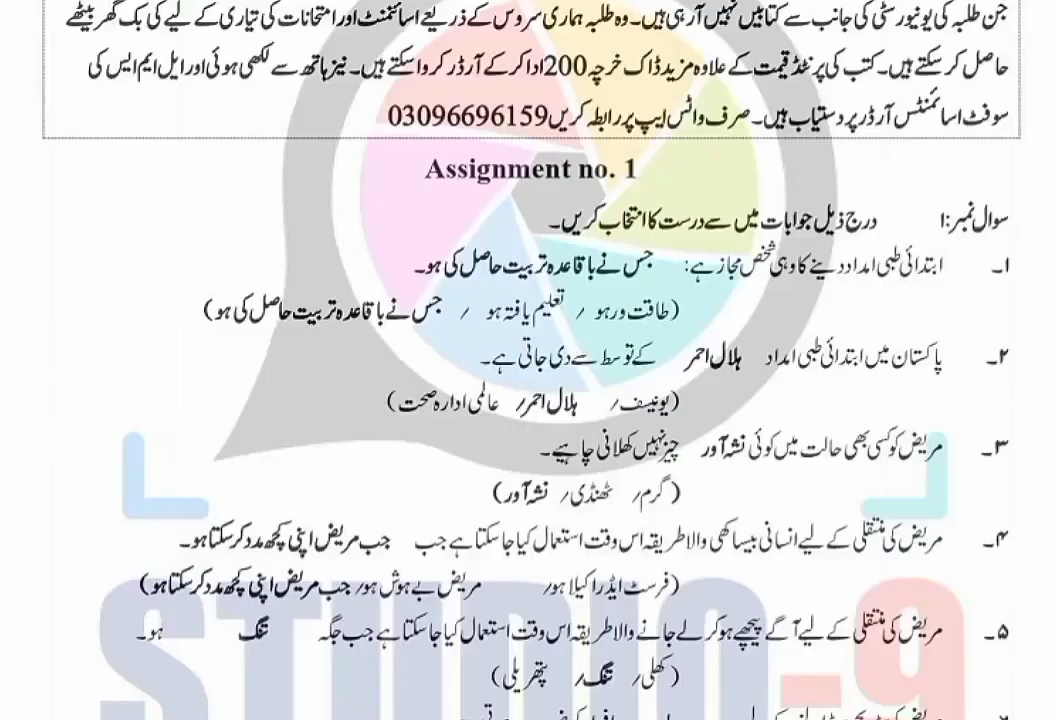 جن طلبہ کی یونیورسٹی کی جانب سے کتابیں نہیں آرہی ہیں۔ وہ طلبہ ہماری سروس کے ذریعے اسائنمنٹ اور امتحانات کی تیاری کے لیے کی بک گھر بیٹھے
حاصل کر سکتے ہیں۔ کتب کی پرنٹڈ قیمت کے علاوہ مزید ڈاک خرچہ 200 ادا کر کے آرڈر کروا سکتے ہیں۔ نیز ہاتھ سے لکھی ہوئی اور ایل ایم ایس کی
سوفٹ اسائنمنٹس آرڈر پر دستیاب ہیں۔ صرف واٹس ایپ پر رابطہ کریں 03096696159
Assignment no. 1
سوال نمبر:۱ درج ذیل جوابات میں سے درست کا انتخاب کریں۔
۱۔ ابتدائی طبی امداد دینے کا وہی شخص مجاز ہے: جس نے باقاعدہ تربیت حاصل کی ہو۔
(طاقت ور ہو / تعلیم یافتہ ہو / جس نے باقاعدہ تربیت حاصل کی ہو)
۲۔ پاکستان میں ابتدائی طبی امداد ہلال احمر کے توسط سے دی جاتی ہے۔
(یونیسف / ہلال احمر / عالمی ادارہ صحت)
۳۔ مریض کو کسی بھی حالت میں کوئی نشہ آور چیز نہیں کھلانی چاہیے۔
(گرم / ٹھنڈی / نشہ آور)
۴۔ مریض کی منتقلی کے لیے انسانی بیساکھی والا طریقہ اس وقت استعمال کیا جا سکتا ہے جب جب مریض اپنی کچھ مدد کر سکتا ہو۔
(فرسٹ ایڈر اکیلا ہو / مریض بے ہوش ہو / جب مریض اپنی کچھ مدد کر سکتا ہو)
۵۔ مریض کی منتقلی کے لیے آگے پیچھے ہو کر لے جانے والا طریقہ اس وقت استعمال کیا جا سکتا ہے جب جگہ تنگ ہو۔
(کھلی / تنگ / پتھریلی)
STUDIO-9